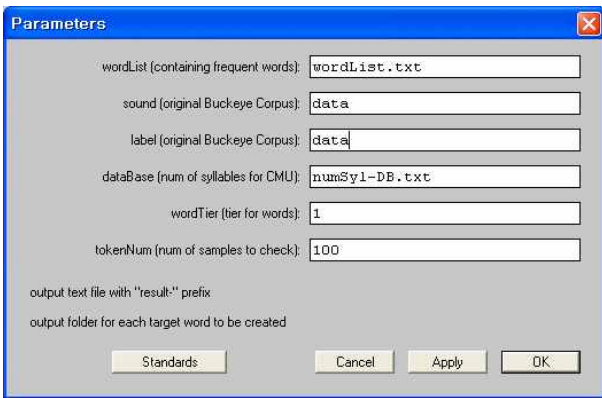 Parameters
wordList (containing frequent words): wordList.txt
sound (original Buckeye Corpus): data
label (original Buckeye Corpus): data
dataBase (num of syllables for CMU): numSyl-DB.txt
wordTier (tier for words): 1
tokenNum (num of samples to check): 100
output text file with "result-" prefix
output folder for each target word to be created
Standards Cancel Apply OK